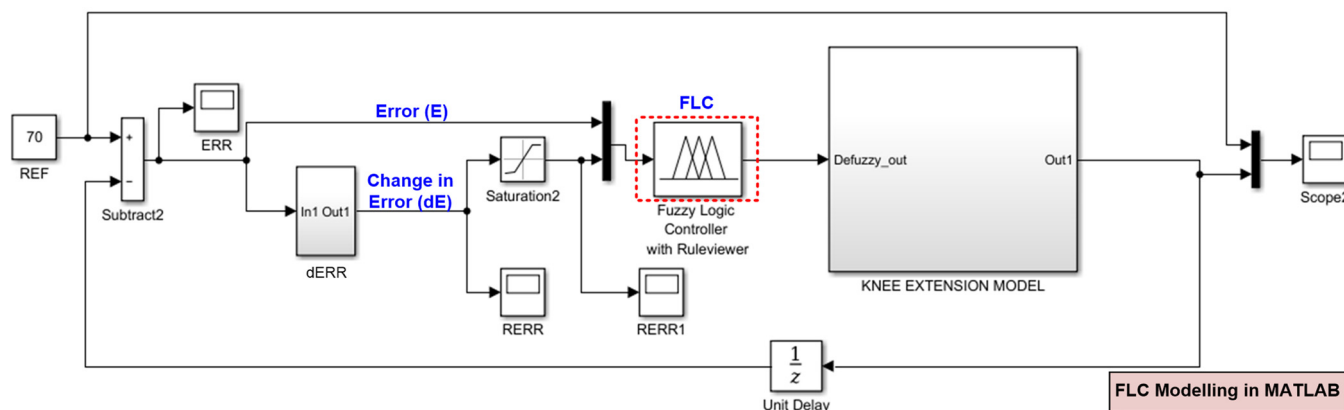 70
REF
+
−
Subtract2
ERR
Error (E)
In1 Out1
dERR
Change in
Error (dE)
Saturation2
RERR
RERR1
FLC
Fuzzy Logic
Controller
with Ruleviewer
Defuzzy_out
Out1
KNEE EXTENSION MODEL
Scope2
1
z
Unit Delay
FLC Modelling in MATLAB